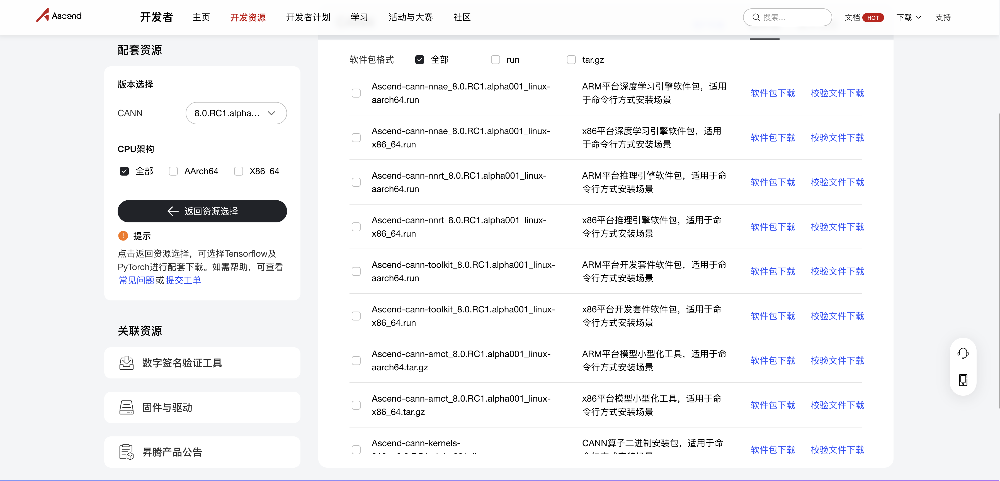 Ascend
开发者 主页 开发资源 开发者计划 学习 活动与大赛 社区
搜索... 文档 HOT 下载 支持
配套资源
版本选择
CANN 8.0.RC1.alpha...
CPU架构
全部 AArch64 X86_64
返回资源选择
提示
点击返回资源选择，可选择Tensorflow及
PyTorch进行配套下载。如需帮助，可查看
常见问题或提交工单
关联资源
数字签名验证工具
固件与驱动
昇腾产品公告
软件包格式 全部 run tar.gz
Ascend-cann-nnae_8.0.RC1.alpha001_linux-
aarch64.run
ARM平台深度学习引擎软件包，适用
于命令行方式安装场景
软件包下载 校验文件下载
Ascend-cann-nnae_8.0.RC1.alpha001_linux-
x86_64.run
x86平台深度学习引擎软件包，适用
于命令行方式安装场景
软件包下载 校验文件下载
Ascend-cann-nnrt_8.0.RC1.alpha001_linux-
aarch64.run
ARM平台推理引擎软件包，适用于命
令行方式安装场景
软件包下载 校验文件下载
Ascend-cann-nnrt_8.0.RC1.alpha001_linux-
x86_64.run
x86平台推理引擎软件包，适用于命
令行方式安装场景
软件包下载 校验文件下载
Ascend-cann-toolkit_8.0.RC1.alpha001_linux-
aarch64.run
ARM平台开发套件软件包，适用于命
令行方式安装场景
软件包下载 校验文件下载
Ascend-cann-toolkit_8.0.RC1.alpha001_linux-
x86_64.run
x86平台开发套件软件包，适用于命
令行方式安装场景
软件包下载 校验文件下载
Ascend-cann-amct_8.0.RC1.alpha001_linux-
aarch64.tar.gz
ARM平台模型小型化工具，适用于命
令行方式安装场景
软件包下载 校验文件下载
Ascend-cann-amct_8.0.RC1.alpha001_linux-
x86_64.tar.gz
x86平台模型小型化工具，适用于命
令行方式安装场景
软件包下载 校验文件下载
Ascend-cann-kernels-
CANN算子二进制安装包，适用于命
软件包下载 校验文件下载